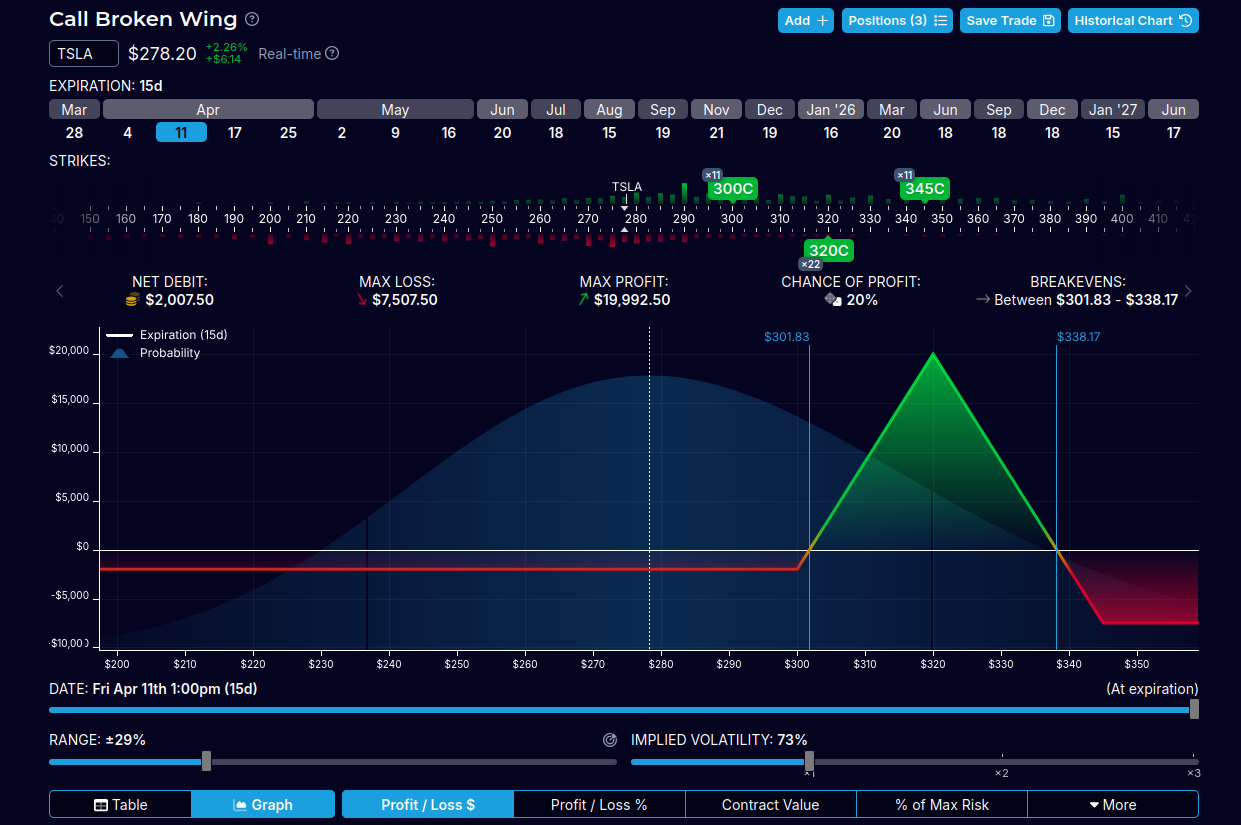 Call Broken Wing ?
Add + Positions (3) Save Trade Historical Chart
TSLA $278.20 +2.26% +$6.14 Real-time ?
EXPIRATION: 15d
Mar Apr May Jun Jul Aug Sep Nov Dec Jan '26 Mar Jun Sep Dec Jan '27 Jun
28 4 11 17 25 2 9 16 20 18 15 19 21 19 16 20 18 18 18 15 17
STRIKES:
×11 ×11
TSLA 300C 345C
150 160 170 180 190 200 210 220 230 240 250 260 270 280 290 300 310 320 330 340 350 360 370 380 390 400 410
320C
×22
NET DEBIT: MAX LOSS: MAX PROFIT: CHANCE OF PROFIT: BREAKEVENS:
$2,007.50 $7,507.50 $19,992.50 20% Between $301.83 - $338.17
Expiration (15d)
Probability
$301.83 $338.17
$20,000
$15,000
$10,000
$5,000
$0
-$5,000
$200 $210 $220 $230 $240 $250 $260 $270 $280 $290 $300 $310 $320 $330 $340 $350
DATE: Fri Apr 11th 1:00pm (15d) (At expiration)
RANGE: ±29% IMPLIED VOLATILITY: 73%
×1 ×2 ×3
Table Graph Profit / Loss $ Profit / Loss % Contract Value % of Max Risk More